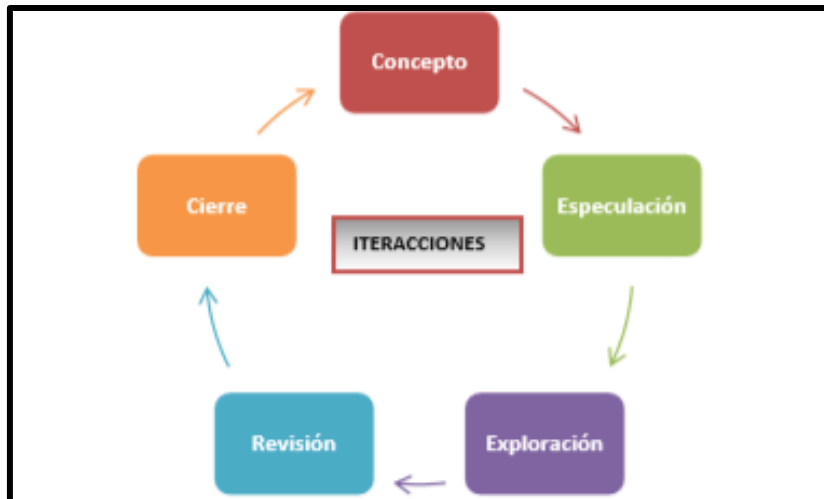 Concepto
Especulación
Exploración
Revisión
Cierre
ITERACCIONES